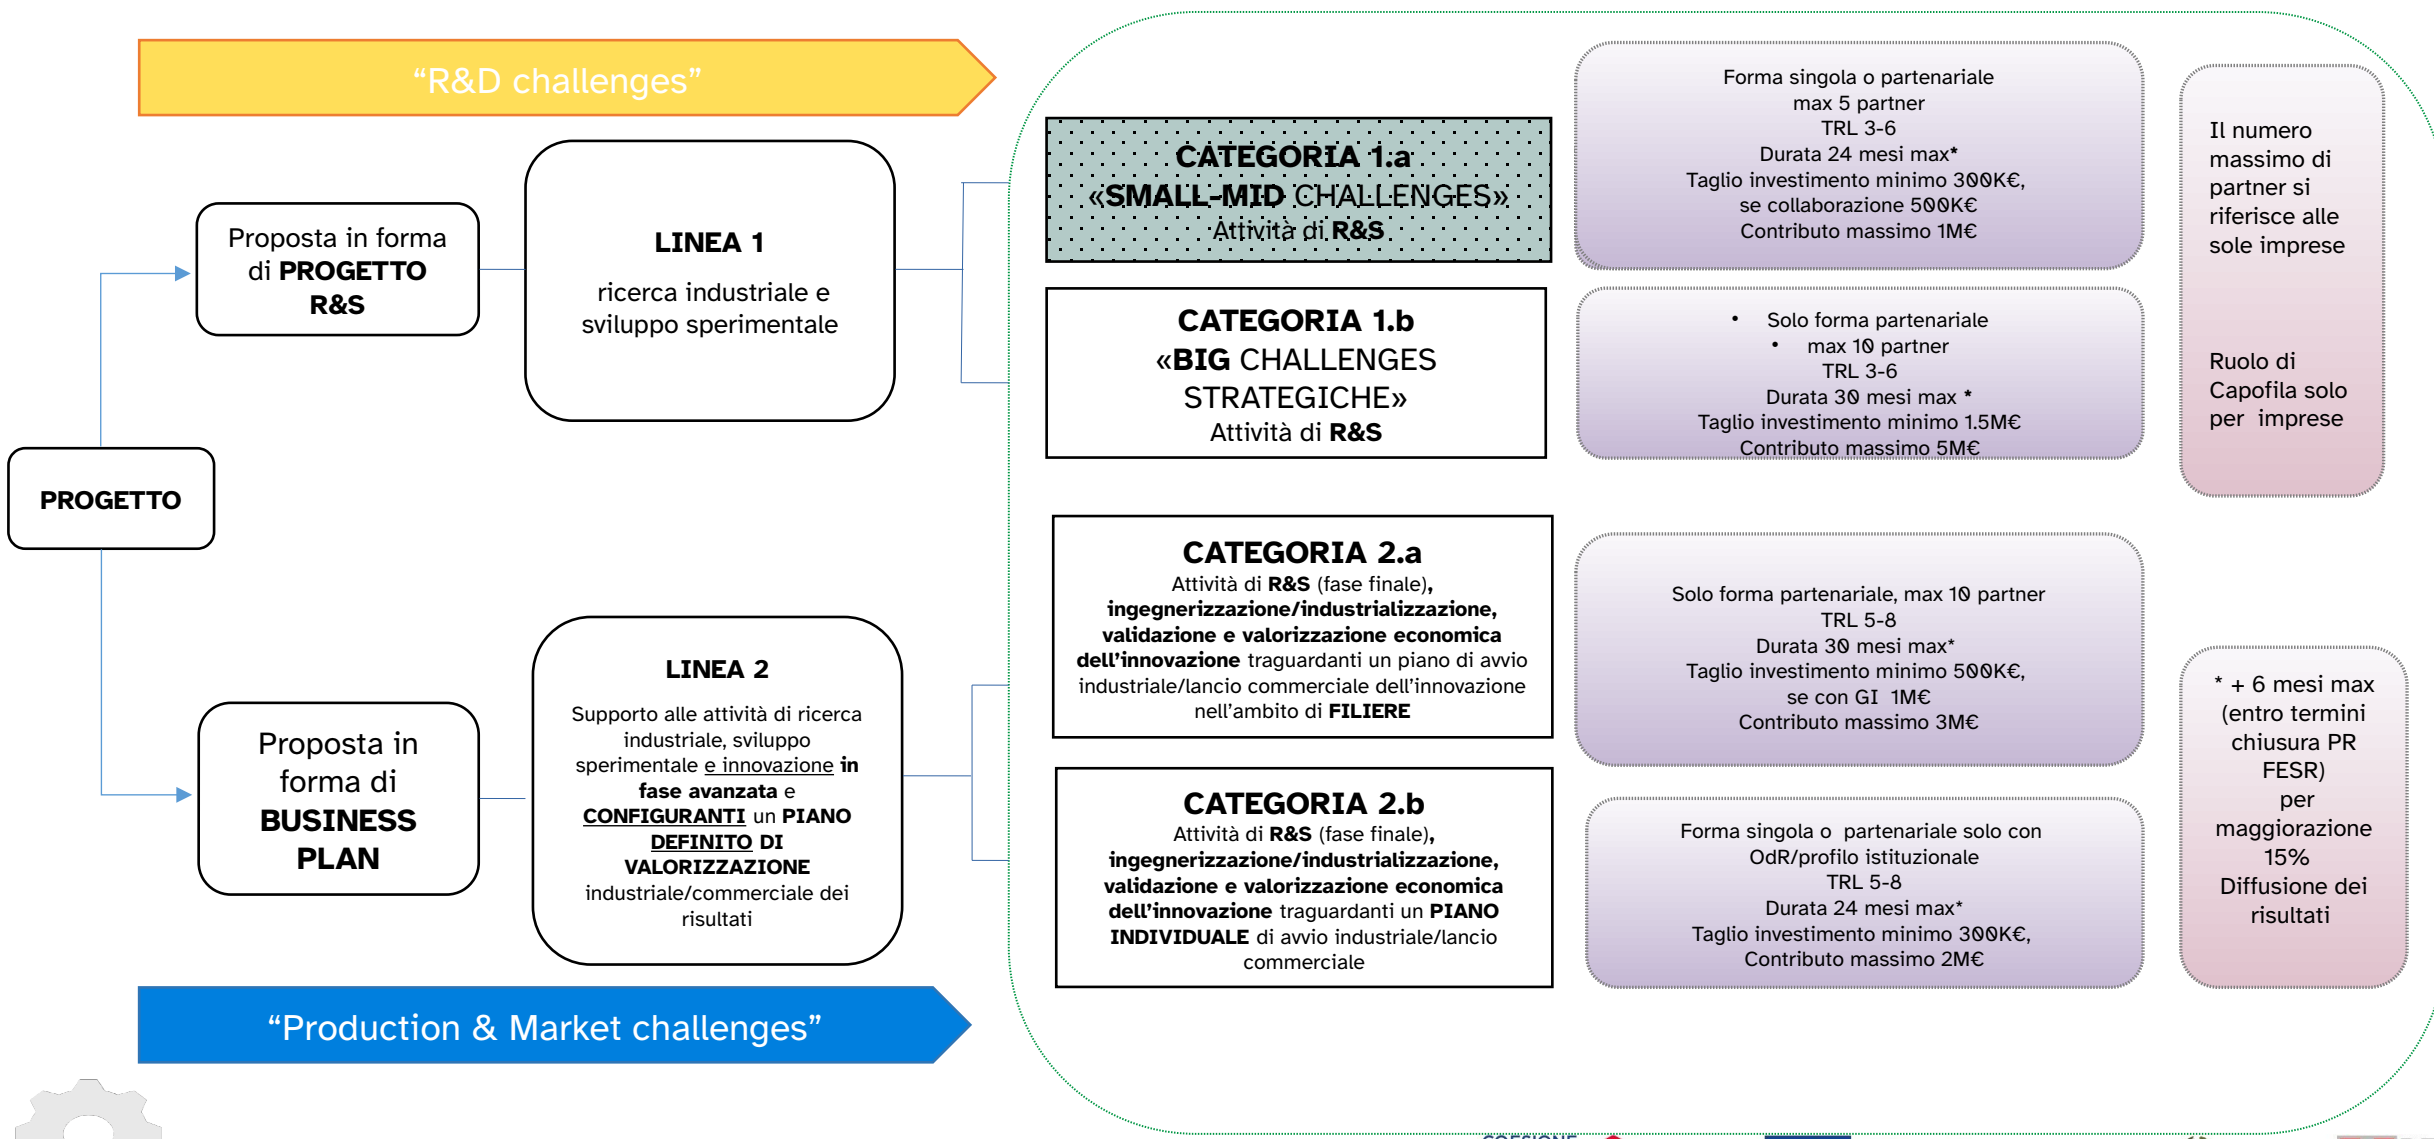 “R&D challenges”
PROGETTO
Proposta in forma
di PROGETTO
R&S
LINEA 1
ricerca industriale e
sviluppo sperimentale
CATEGORIA 1.a
«SMALL-MID CHALLENGES»
Attività di R&S
Forma singola o partenariale
max 5 partner
TRL 3-6
Durata 24 mesi max*
Taglio investimento minimo 300K€,
se collaborazione 500K€
Contributo massimo 1M€
CATEGORIA 1.b
«BIG CHALLENGES
STRATEGICHE»
Attività di R&S
• Solo forma partenariale
• max 10 partner
TRL 3-6
Durata 30 mesi max *
Taglio investimento minimo 1.5M€
Contributo massimo 5M€
Il numero
massimo di
partner si
riferisce alle
sole imprese
Ruolo di
Capofila solo
per imprese
Proposta in
forma di
BUSINESS
PLAN
LINEA 2
Supporto alle attività di ricerca
industriale, sviluppo
sperimentale e innovazione in
fase avanzata e
CONFIGURANTI un PIANO
DEFINITO DI
VALORIZZAZIONE
industriale/commerciale dei
risultati
CATEGORIA 2.a
Attività di R&S (fase finale),
ingegnerizzazione/industrializzazione,
validazione e valorizzazione economica
dell’innovazione traguardanti un piano di avvio
industriale/lancio commerciale dell’innovazione
nell’ambito di FILIERE
Solo forma partenariale, max 10 partner
TRL 5-8
Durata 30 mesi max*
Taglio investimento minimo 500K€,
se con GI 1M€
Contributo massimo 3M€
CATEGORIA 2.b
Attività di R&S (fase finale),
ingegnerizzazione/industrializzazione,
validazione e valorizzazione economica
dell’innovazione traguardanti un PIANO
INDIVIDUALE di avvio industriale/lancio
commerciale
Forma singola o partenariale solo con
OdR/profilo istituzionale
TRL 5-8
Durata 24 mesi max*
Taglio investimento minimo 300K€,
Contributo massimo 2M€
* + 6 mesi max
(entro termini
chiusura PR
FESR)
per
maggiorazione
15%
Diffusione dei
risultati
“Production & Market challenges”
COESIONE